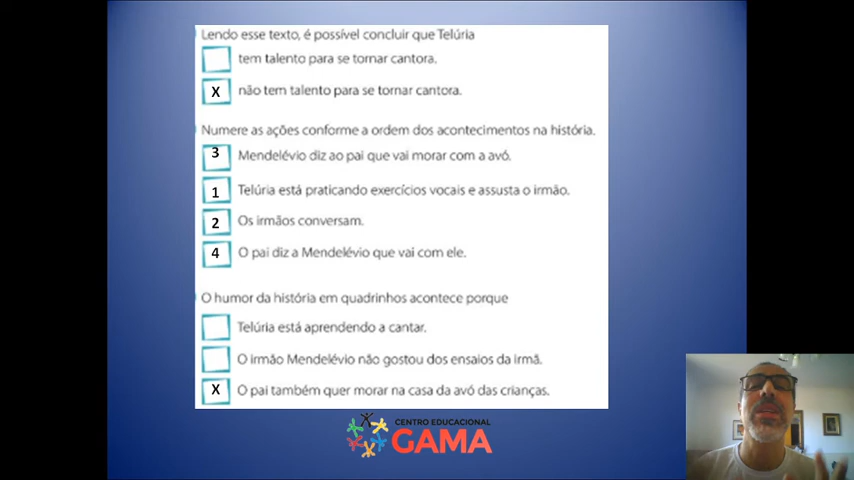 Lendo esse texto, é possível concluir que Telúria
tem talento para se tornar cantora.
X não tem talento para se tornar cantora.
Numere as ações conforme a ordem dos acontecimentos na história.
3 Mendelévio diz ao pai que vai morar com a avó.
1 Telúria está praticando exercícios vocais e assusta o irmão.
2 Os irmãos conversam.
4 O pai diz a Mendelévio que vai com ele.
O humor da história em quadrinhos acontece porque
Telúria está aprendendo a cantar.
O irmão Mendelévio não gostou dos ensaios da irmã.
X O pai também quer morar na casa da avó das crianças.
CENTRO EDUCACIONAL
GAMA